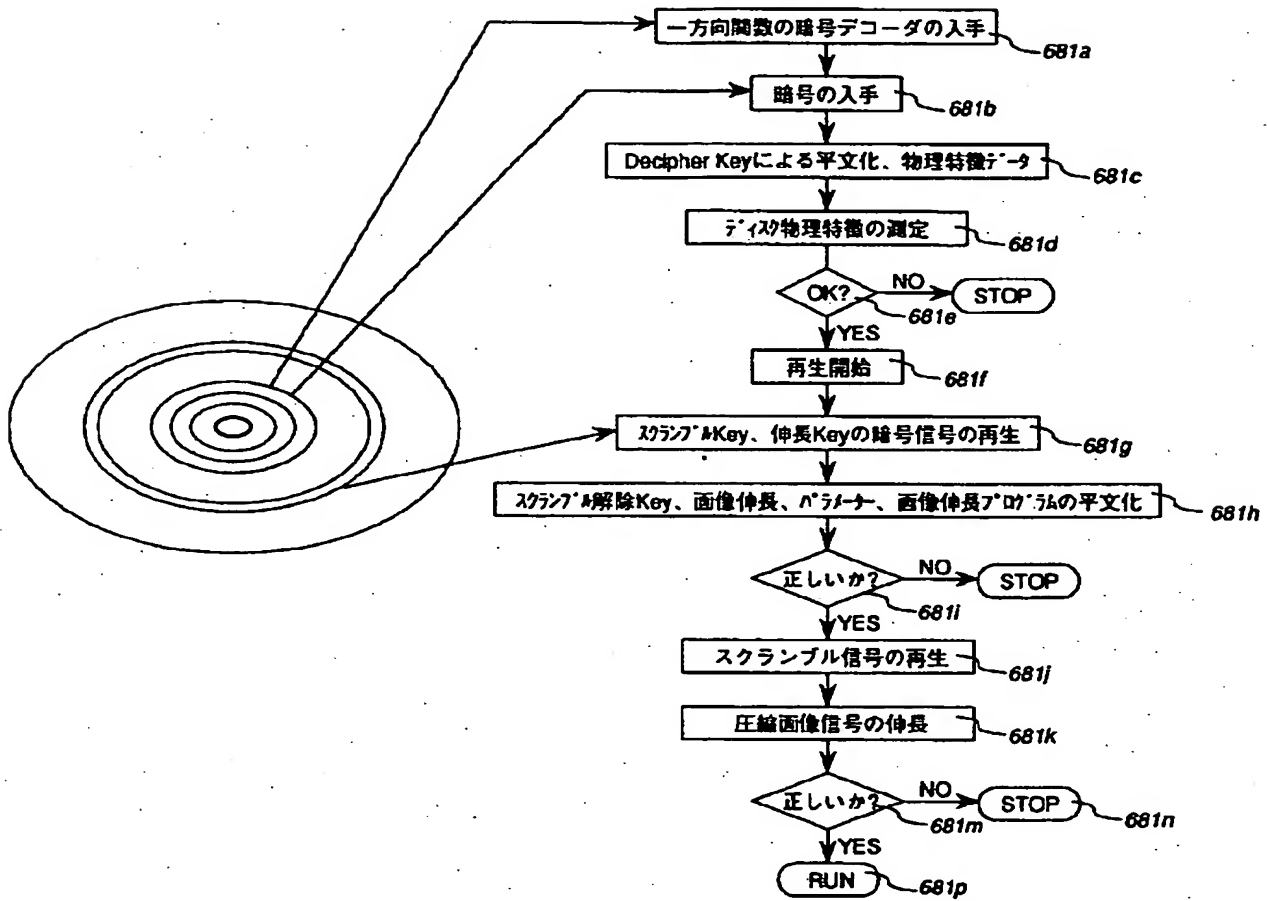 一方向関数の暗号デコーダの入手
681a
暗号の入手
681b
Decipher Keyによる平文化、物理特徴データ
681c
ディスク物理特徴の測定
681d
OK?
NO
STOP
681e
YES
再生開始
681f
スクランブルKey、伸長Keyの暗号信号の再生
681g
スクランブル解除Key、画像伸長、パラメーター、画像伸長プログラムの平文化
681h
正しいか?
NO
STOP
681i
YES
スクランブル信号の再生
681j
圧縮画像信号の伸長
681k
正しいか?
NO
STOP
681n
681m
YES
RUN
681p